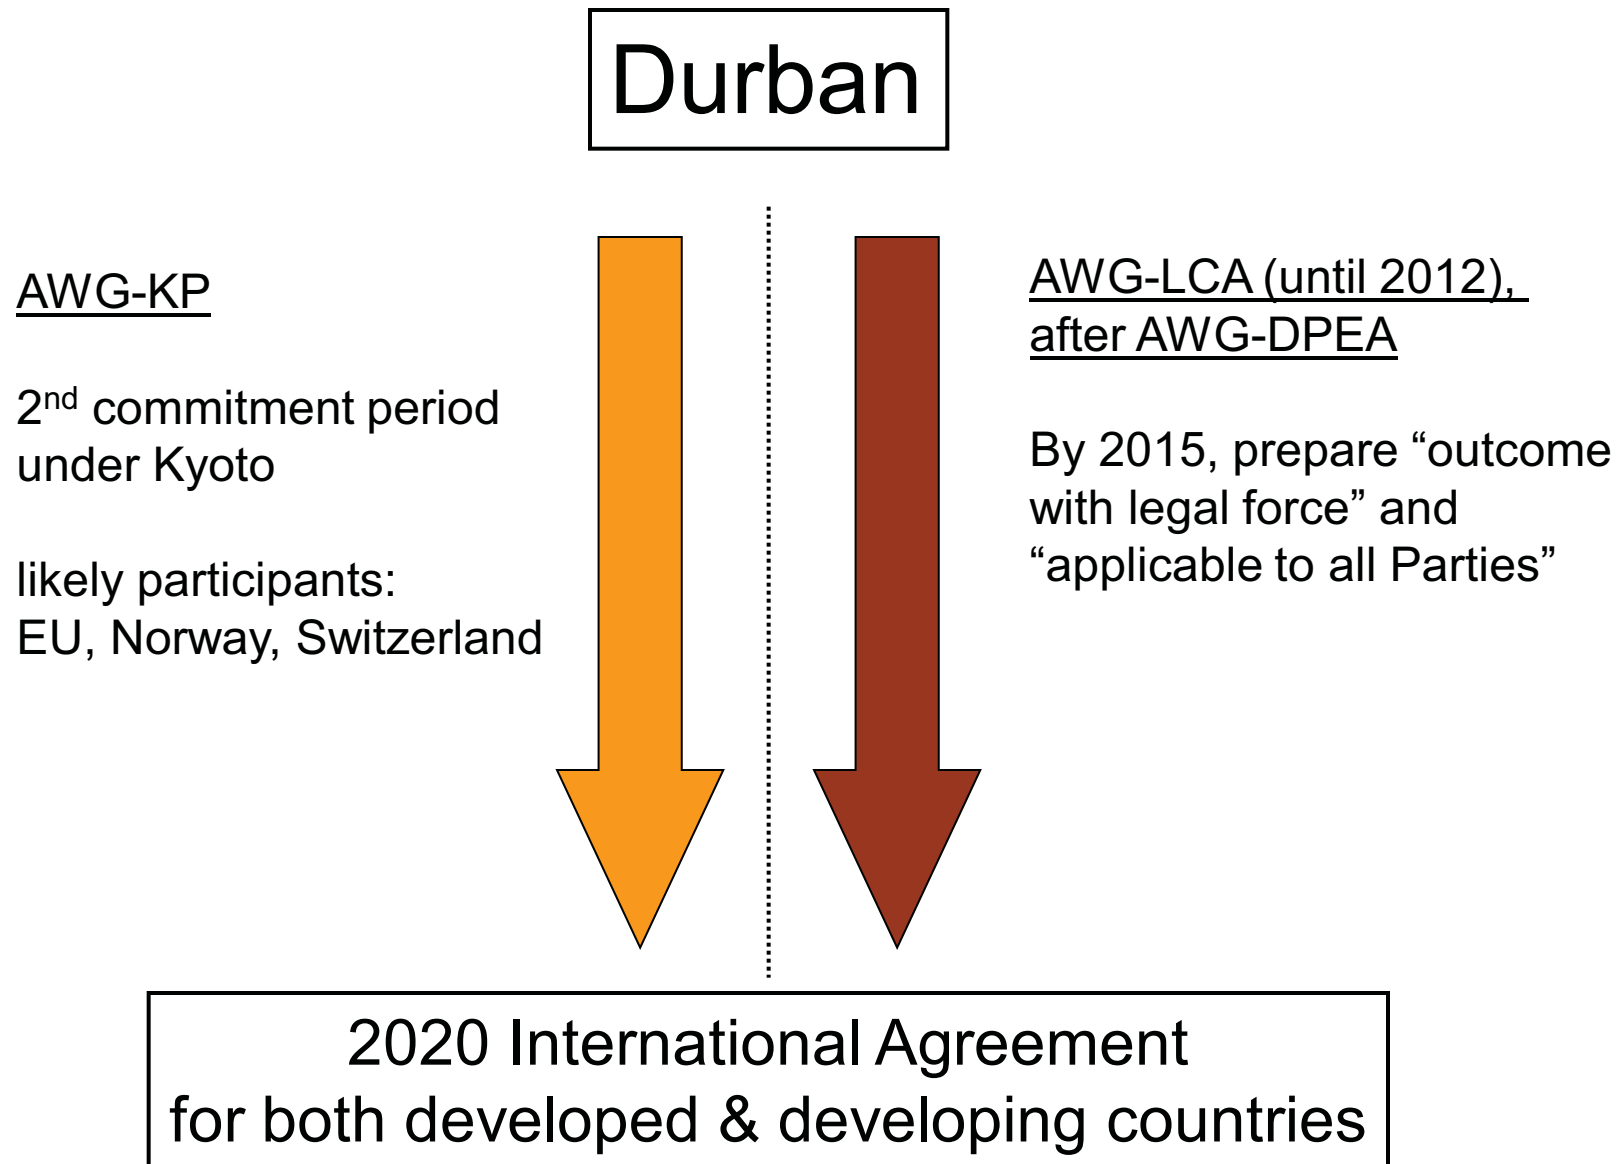 Durban
AWG-KP
2nd commitment period
under Kyoto
likely participants:
EU, Norway, Switzerland
AWG-LCA (until 2012),
after AWG-DPEA
By 2015, prepare “outcome
with legal force” and
“applicable to all Parties”
2020 International Agreement
for both developed & developing countries